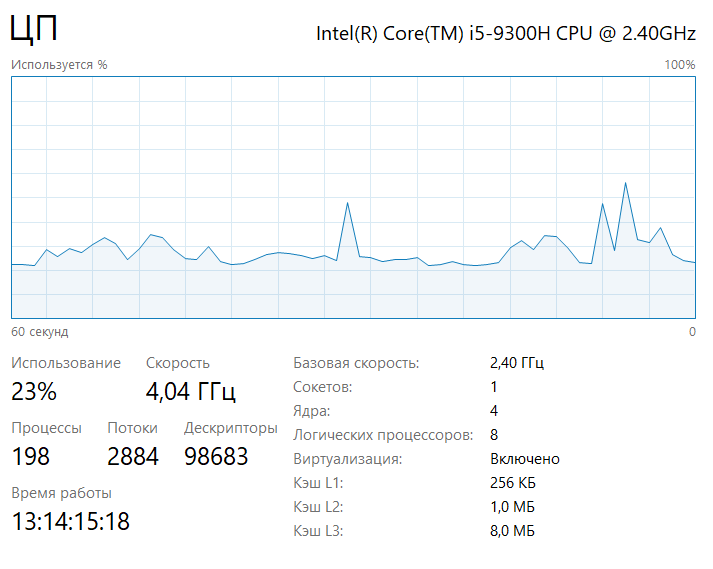 ЦП
Intel(R) Core(TM) i5-9300H CPU @ 2.40GHz
Используется %
100%
60 секунд
0
Использование
Скорость
23%
4,04 ГГц
Процессы
Потоки
Дескрипторы
198
2884
98683
Время работы
13:14:15:18
Базовая скорость:
2,40 ГГц
Сокетов:
1
Ядра:
4
Логических процессоров:
8
Виртуализация:
Включено
Кэш L1:
256 КБ
Кэш L2:
1,0 МБ
Кэш L3:
8,0 МБ